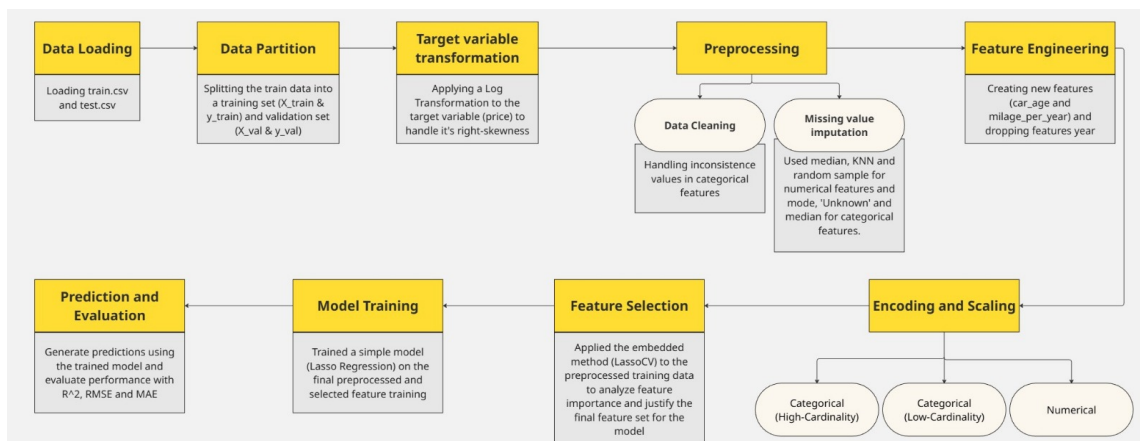 Data Loading
Loading train.csv
and test.csv
Data Partition
Splitting the train data into
a training set (X_train &
y_train) and validation set
(X_val & y_val)
Target variable
transformation
Applying a Log
Transformation to the
target variable (price) to
handle it's right-skewness
Preprocessing
Data Cleaning
Handling inconsistence
values in categorical
features
Missing value
imputation
Used median, KNN and
random sample for
numerical features and
mode, 'Unknown' and
median for categorical
features.
Feature Engineering
Creating new features
(car_age and
milage_per_year) and
dropping features year
Encoding and Scaling
Categorical
(High-Cardinality)
Categorical
(Low-Cardinality)
Numerical
Feature Selection
Applied the embedded
method (LassoCV) to the
preprocessed training data
to analyze feature
importance and justify the
final feature set for the
model
Model Training
Trained a simple model
(Lasso Regression) on the
final preprocessed and
selected feature training
Prediction and
Evaluation
Generate predictions using
the trained model and
evaluate performance with
R^2, RMSE and MAE